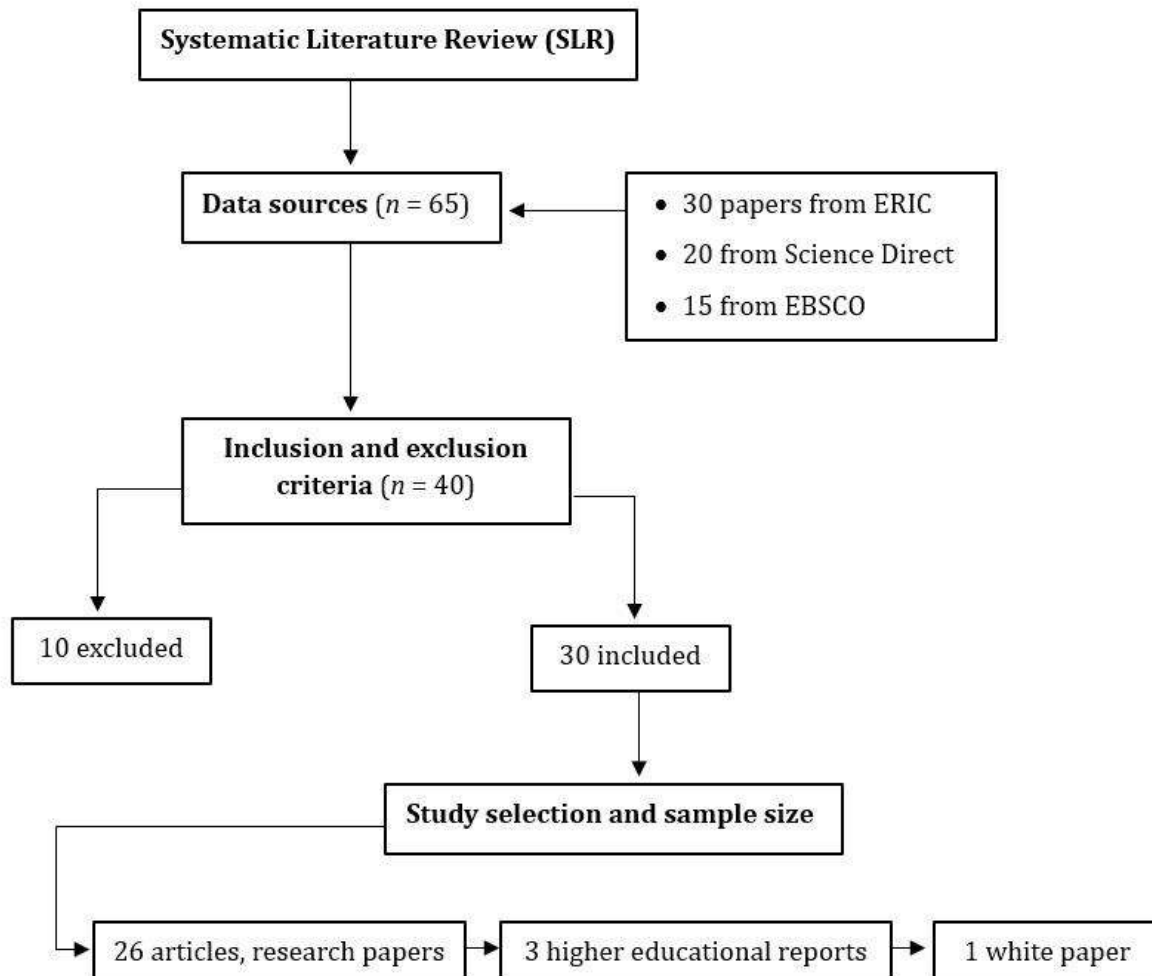 Systematic Literature Review (SLR)
Data sources (n = 65)
• 30 papers from ERIC
• 20 from Science Direct
• 15 from EBSCO
Inclusion and exclusion
criteria (n = 40)
10 excluded
30 included
Study selection and sample size
26 articles, research papers
3 higher educational reports
1 white paper